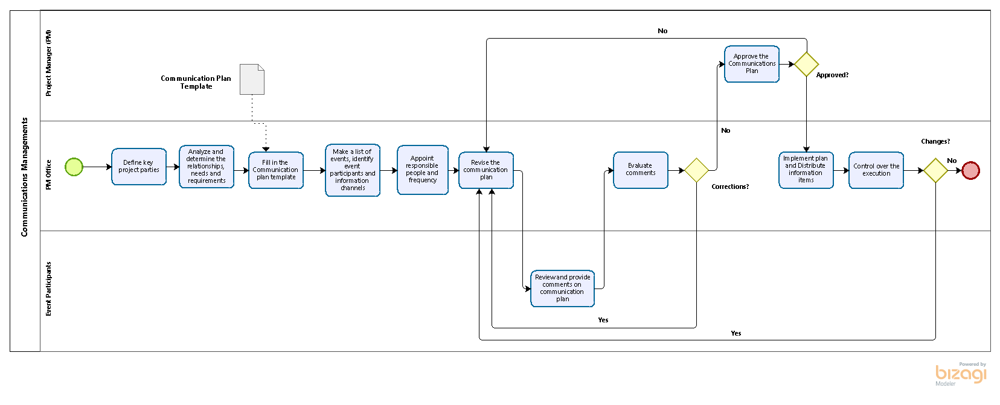 Communications Managements
Project Manager (PM)
PM Office
Event Participants
Communication Plan
Template
No
Approve the
Communications
Plan
Approved?
Define key
project parties
Analyze and
determine the
relationships,
needs and
requirements
Fill in the
Communication
plan template
Make a list of
events, identify
event
participants and
information
channels
Appoint
responsible
people and
frequency
Revise the
communication
plan
Evaluate
comments
No
Corrections?
Implement plan
and Distribute
information
items
Control over the
execution
Changes?
No
Review and provide
comments on
communication
plan
Yes
Yes
Powered by
bizagi
Modeler